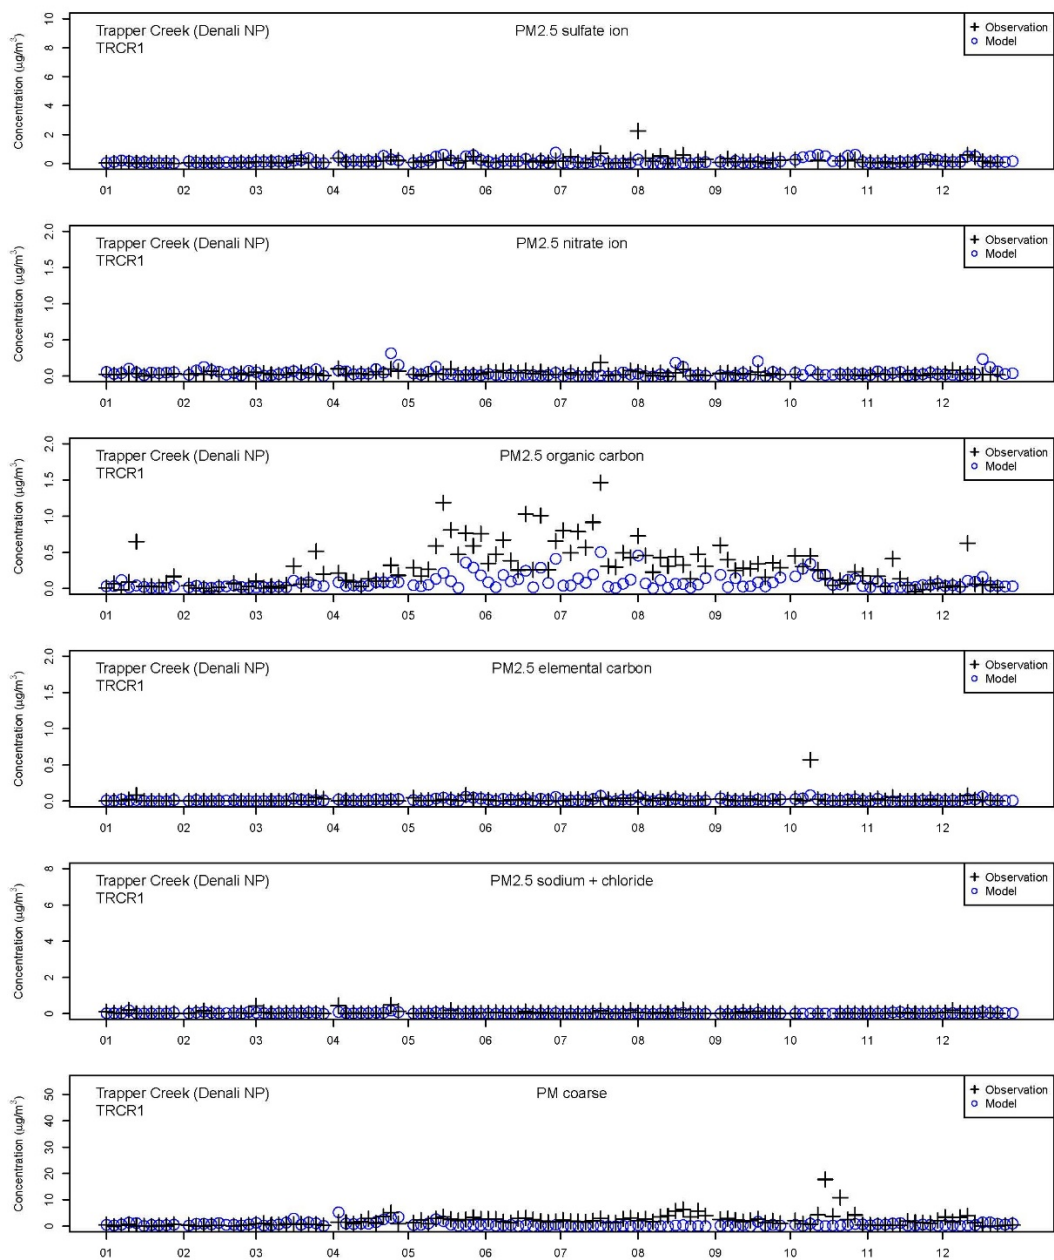 Trapper Creek (Denali NP)
TRCR1
PM2.5 sulfate ion
Observation
Model
Concentration (µg/m³)
0 2 4 6 8 10
01 02 03 04 05 06 07 08 09 10 11 12
Trapper Creek (Denali NP)
TRCR1
PM2.5 nitrate ion
Observation
Model
Concentration (µg/m³)
0.0 0.5 1.0 1.5 2.0
01 02 03 04 05 06 07 08 09 10 11 12
Trapper Creek (Denali NP)
TRCR1
PM2.5 organic carbon
Observation
Model
Concentration (µg/m³)
0.0 0.5 1.0 1.5 2.0
01 02 03 04 05 06 07 08 09 10 11 12
Trapper Creek (Denali NP)
TRCR1
PM2.5 elemental carbon
Observation
Model
Concentration (µg/m³)
0.0 0.5 1.0 1.5 2.0
01 02 03 04 05 06 07 08 09 10 11 12
Trapper Creek (Denali NP)
TRCR1
PM2.5 sodium + chloride
Observation
Model
Concentration (µg/m³)
0 2 4 6 8
01 02 03 04 05 06 07 08 09 10 11 12
Trapper Creek (Denali NP)
TRCR1
PM coarse
Observation
Model
Concentration (µg/m³)
0 10 20 30 40 50
01 02 03 04 05 06 07 08 09 10 11 12